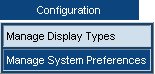 Configuration
Manage Display Types
Manage System Preferences